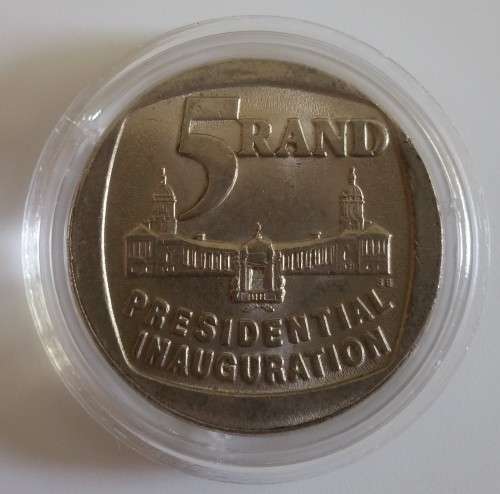 5 RAND
PRESIDENTIAL
INAUGURATION